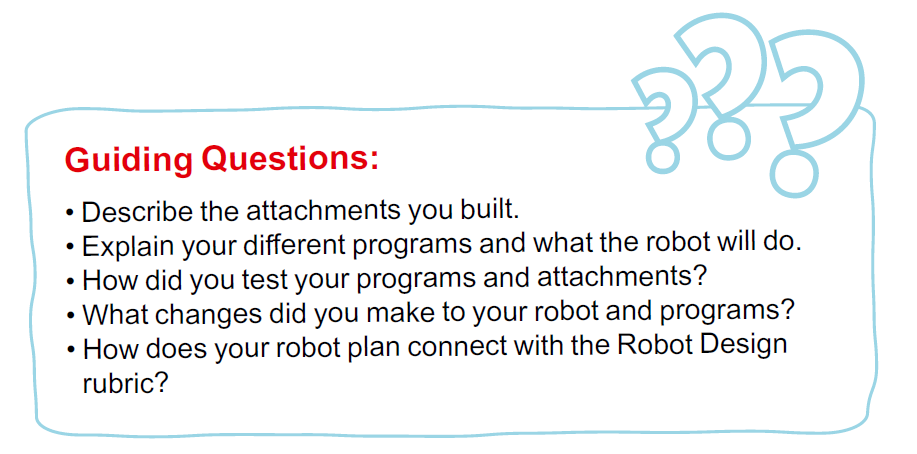 Guiding Questions:
• Describe the attachments you built.
• Explain your different programs and what the robot will do.
• How did you test your programs and attachments?
• What changes did you make to your robot and programs?
• How does your robot plan connect with the Robot Design
rubric?